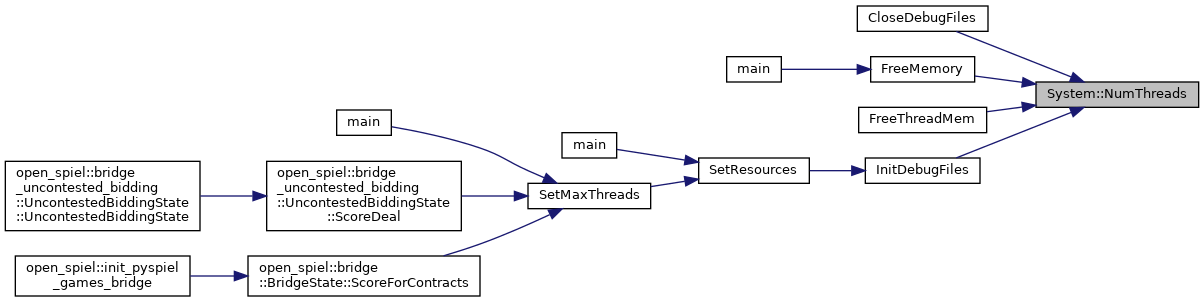 CloseDebugFiles
main
FreeMemory
System::NumThreads
FreeThreadMem
main
main
InitDebugFiles
SetResources
open_spiel::bridge
_uncontested_bidding
::UncontestedBiddingState
::UncontestedBiddingState
open_spiel::bridge
_uncontested_bidding
::UncontestedBiddingState
::ScoreDeal
SetMaxThreads
open_spiel::init_pyspiel
_games_bridge
open_spiel::bridge
::BridgeState::ScoreForContracts